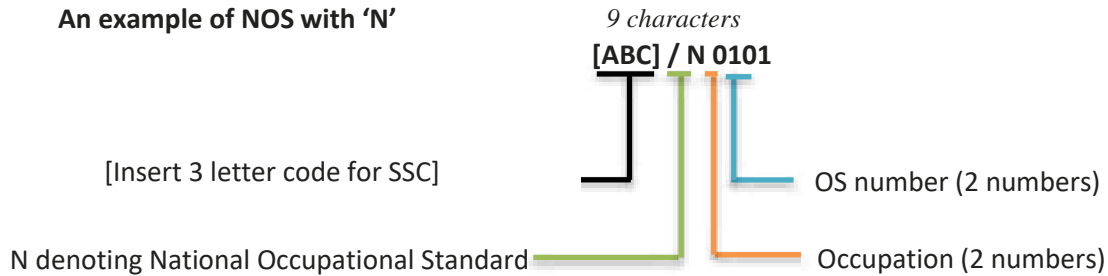 An example of NOS with ‘N’
9 characters
[ABC] / N 0101
[Insert 3 letter code for SSC]
OS number (2 numbers)
N denoting National Occupational Standard
Occupation (2 numbers)